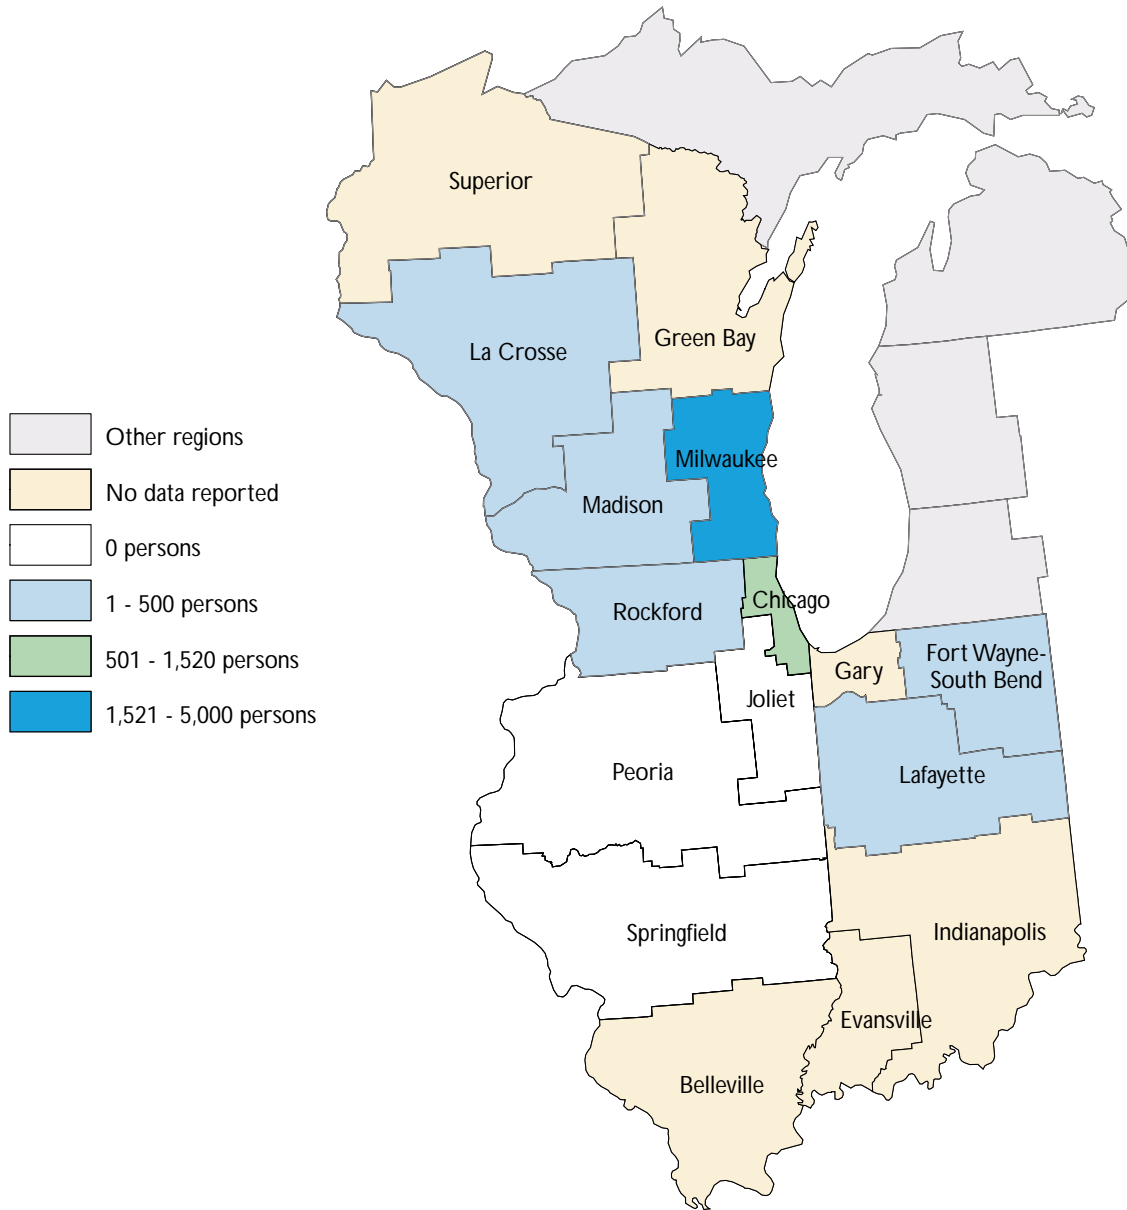 Superior
Green Bay
La Crosse
Other regions
Milwaukee
No data reported
Madison
0 persons
1 - 500 persons
Rockford
Chicago
501 - 1,520 persons
Fort Wayne-
South Bend
Gary
Joliet
1,521 - 5,000 persons
Peoria
Lafayette
Springfield
Indianapolis
Evansville
Belleville